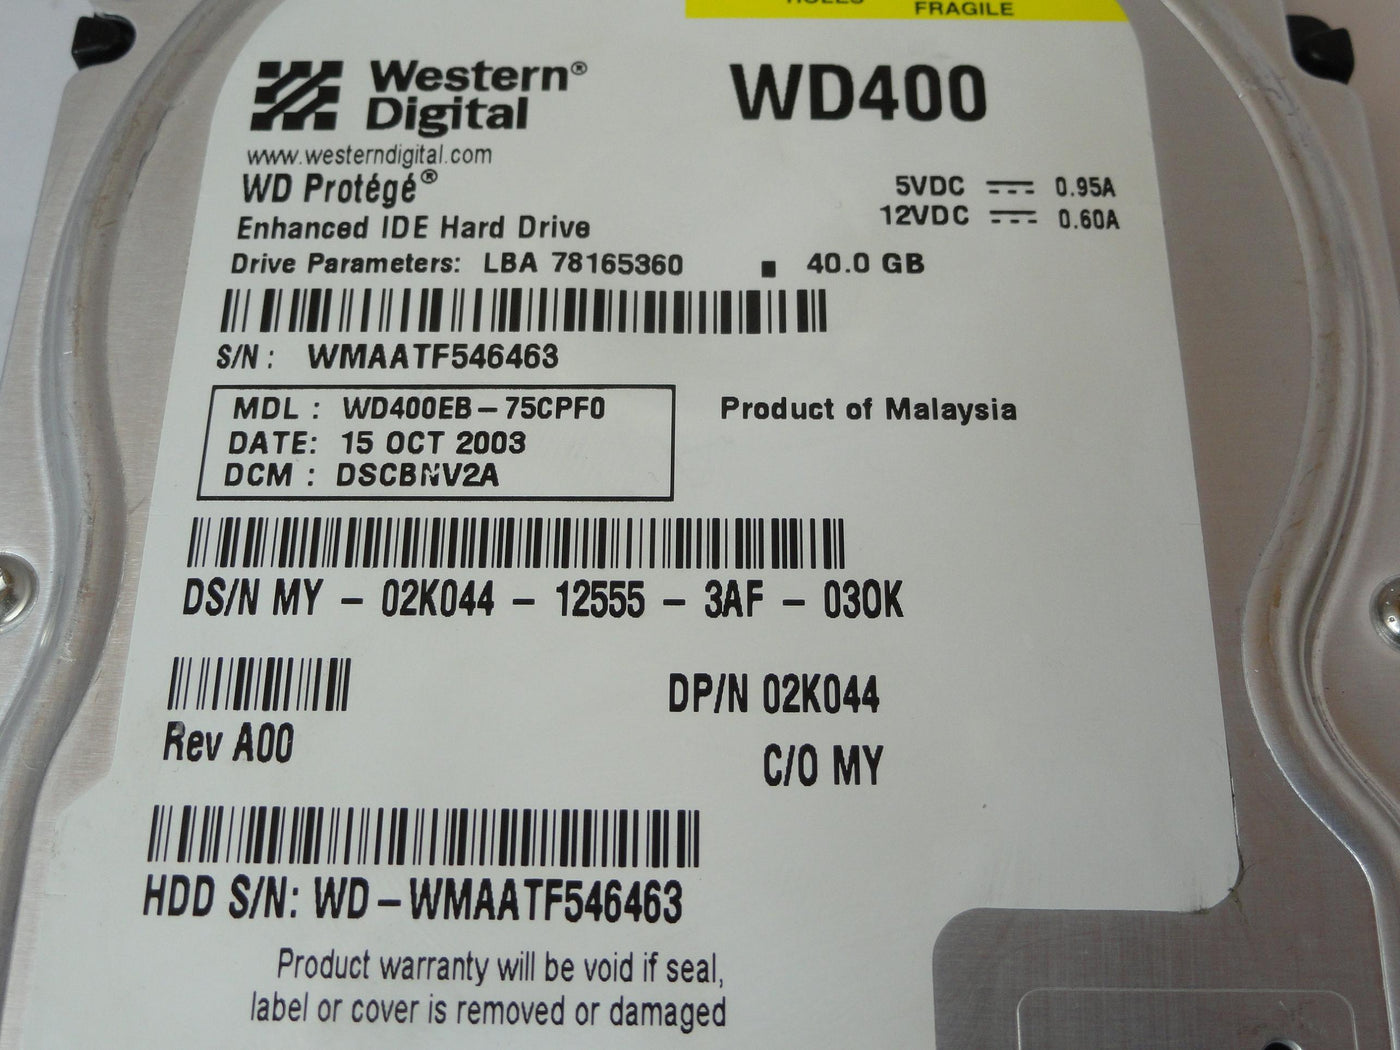 HOLES FRAGILE
Western®
Digital
WD400
www.westerndigital.com
WD Protégé®
5VDC 0.95A
12VDC 0.60A
Enhanced IDE Hard Drive
Drive Parameters: LBA 78165360 ■ 40.0 GB
S/N : WMAATF546463
MDL : WD400EB-75CPF0
DATE: 15 OCT 2003
DCM : DSCBNV2A
Product of Malaysia
DS/N MY - 02K044 - 12555 - 3AF - 030K
Rev A00
DP/N 02K044
C/O MY
HDD S/N: WD-WMAATF546463
Product warranty will be void if seal,
label or cover is removed or damaged